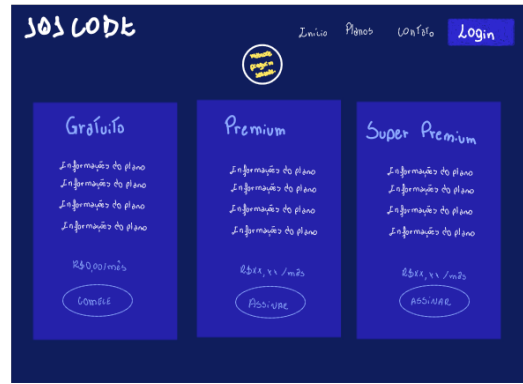 JOJ CODE
Início Planos Contato Login
Gratuito
Informações do plano
Informações do plano
Informações do plano
Informações do plano
R$0,00/mês
COMECE
Premium
Informações do plano
Informações do plano
Informações do plano
Informações do plano
R$xx,xx/mês
ASSINAR
Super Premium
Informações do plano
Informações do plano
Informações do plano
Informações do plano
R$xx,xx/mês
ASSINAR